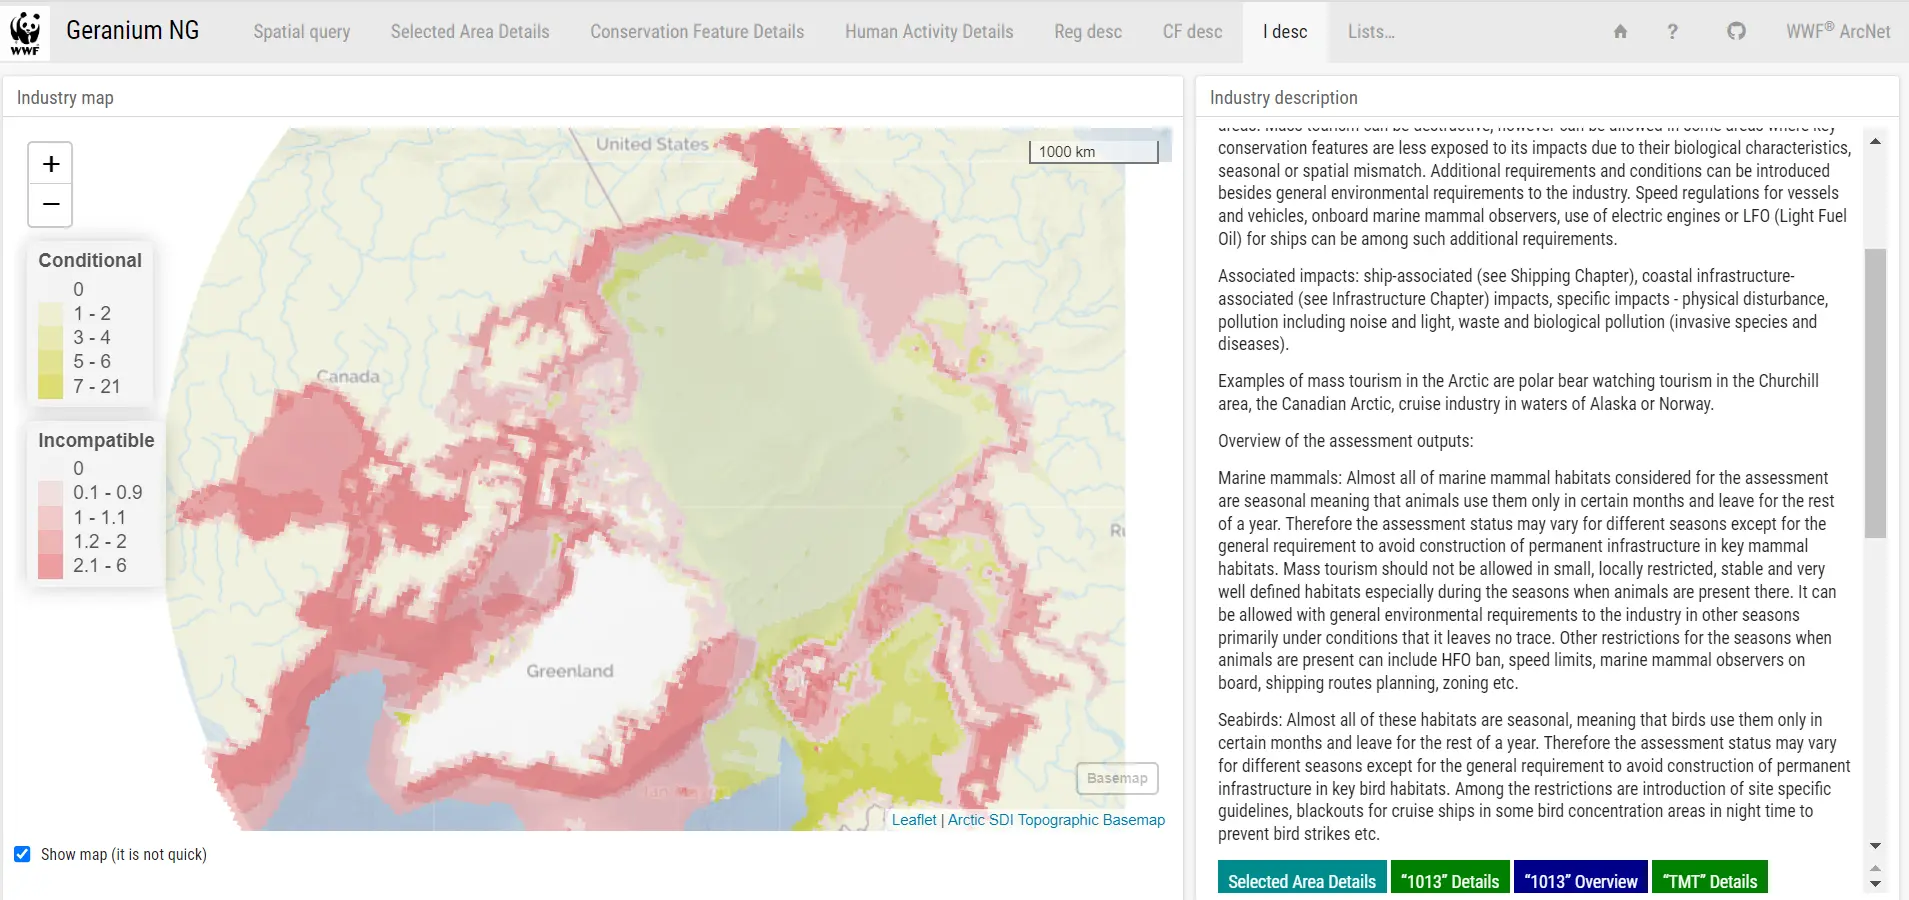 WWF
Geranium NG
Spatial query
Selected Area Details
Conservation Feature Details
Human Activity Details
Reg desc
CF desc
I desc
Lists...
?
WWF® ArcNet
Industry map
+
−
Conditional
0
1 - 2
3 - 4
5 - 6
7 - 21
Incompatible
0
0.1 - 0.9
1 - 1.1
1.2 - 2
2.1 - 6
United States
1000 km
Canada
Greenland
Basemap
Leaflet | Arctic SDI Topographic Basemap
Show map (it is not quick)
Industry description
areas. Mass tourism can be destructive, however can be allowed in some areas where key
conservation features are less exposed to its impacts due to their biological characteristics,
seasonal or spatial mismatch. Additional requirements and conditions can be introduced
besides general environmental requirements to the industry. Speed regulations for vessels
and vehicles, onboard marine mammal observers, use of electric engines or LFO (Light Fuel
Oil) for ships can be among such additional requirements.
Associated impacts: ship-associated (see Shipping Chapter), coastal infrastructure-
associated (see Infrastructure Chapter) impacts, specific impacts - physical disturbance,
pollution including noise and light, waste and biological pollution (invasive species and
diseases).
Examples of mass tourism in the Arctic are polar bear watching tourism in the Churchill
area, the Canadian Arctic, cruise industry in waters of Alaska or Norway.
Overview of the assessment outputs:
Marine mammals: Almost all of marine mammal habitats considered for the assessment
are seasonal meaning that animals use them only in certain months and leave for the rest
of a year. Therefore the assessment status may vary for different seasons except for the
general requirement to avoid construction of permanent infrastructure in key mammal
habitats. Mass tourism should not be allowed in small, locally restricted, stable and very
well defined habitats especially during the seasons when animals are present there. It can
be allowed with general environmental requirements to the industry in other seasons
primarily under conditions that it leaves no trace. Other restrictions for the seasons when
animals are present can include HFO ban, speed limits, marine mammal observers on
board, shipping routes planning, zoning etc.
Seabirds: Almost all of these habitats are seasonal, meaning that birds use them only in
certain months and leave for the rest of a year. Therefore the assessment status may vary
for different seasons except for the general requirement to avoid construction of permanent
infrastructure in key bird habitats. Among the restrictions are introduction of site specific
guidelines, blackouts for cruise ships in some bird concentration areas in night time to
prevent bird strikes etc.
Selected Area Details
“1013” Details
“1013” Overview
“TMT” Details